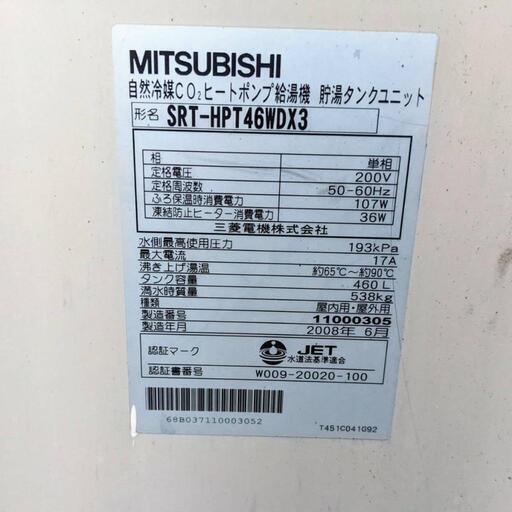 MITSUBISHI
自然冷媒CO₂ヒートポンプ給湯機 貯湯タンクユニット
形名 SRT-HPT46WDX3
相 単相
定格電圧 200V
定格周波数 50-60Hz
ふろ保温時消費電力 107W
凍結防止ヒーター消費電力 36W
三菱電機株式会社
水側最高使用圧力 193kPa
最大電流 17A
沸き上げ湯温 約65℃～約90℃
タンク容量 460L
満水時質量 538kg
種類 屋内用・屋外用
製造番号 11000305
製造年月 2008年 6月
認証マーク JET
水道法基準適合
認証書番号 W009-20020-100
68B037110003052
T451C041G92